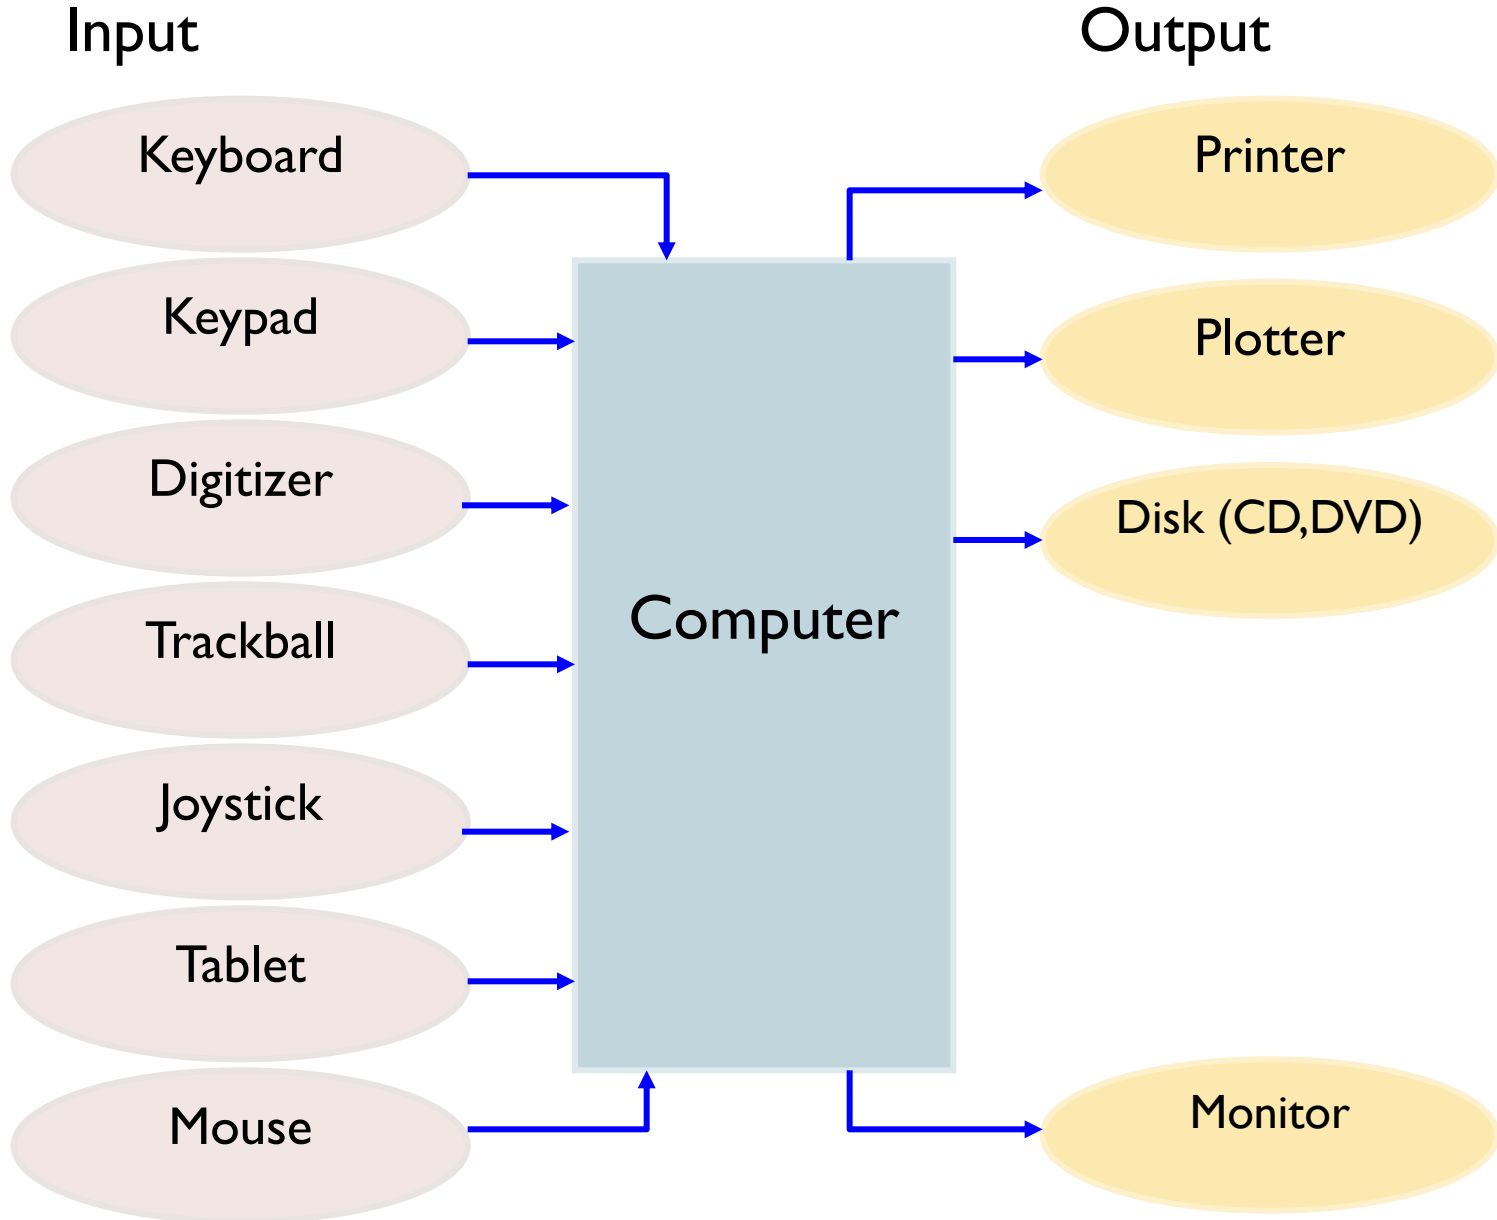 Input
Output
Keyboard
Keypad
Digitizer
Trackball
Joystick
Tablet
Mouse
Computer
Printer
Plotter
Disk (CD,DVD)
Monitor